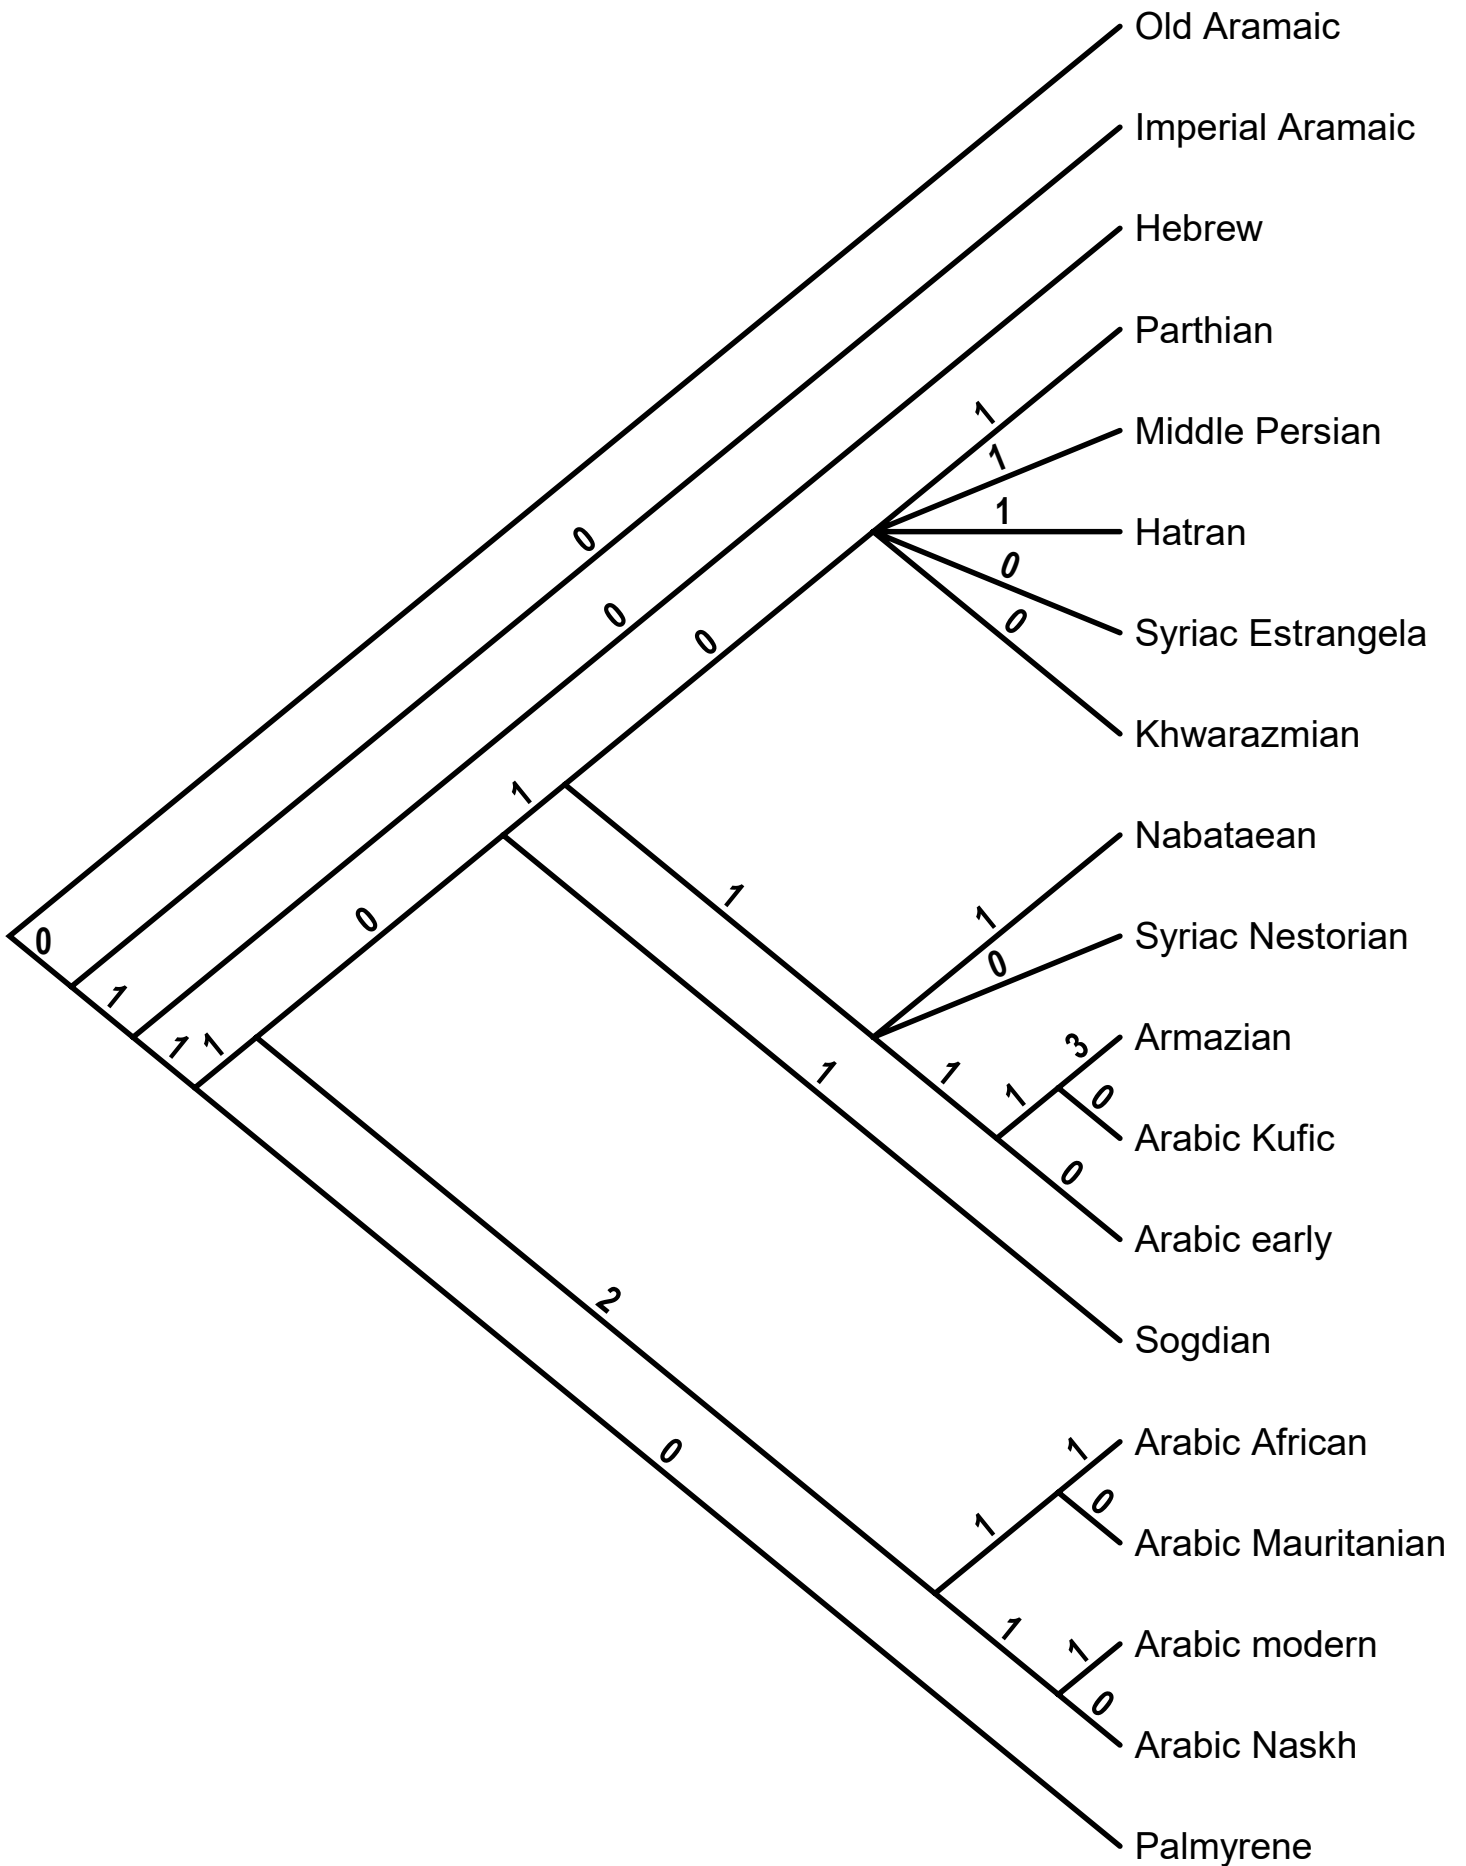 Old Aramaic
Imperial Aramaic
Hebrew
Parthian
1
Middle Persian
1
1
Hatran
0
0
0
Syriac Estrangela
0
0
Khwarazmian
1
Nabataean
1
1
0
0
Syriac Nestorian
0
1
3
Armazian
1
1
1
1
1
0
Arabic Kufic
0
Arabic early
2
Sogdian
1
Arabic African
0
0
1
Arabic Mauritanian
1
1
Arabic modern
0
Arabic Naskh
Palmyrene